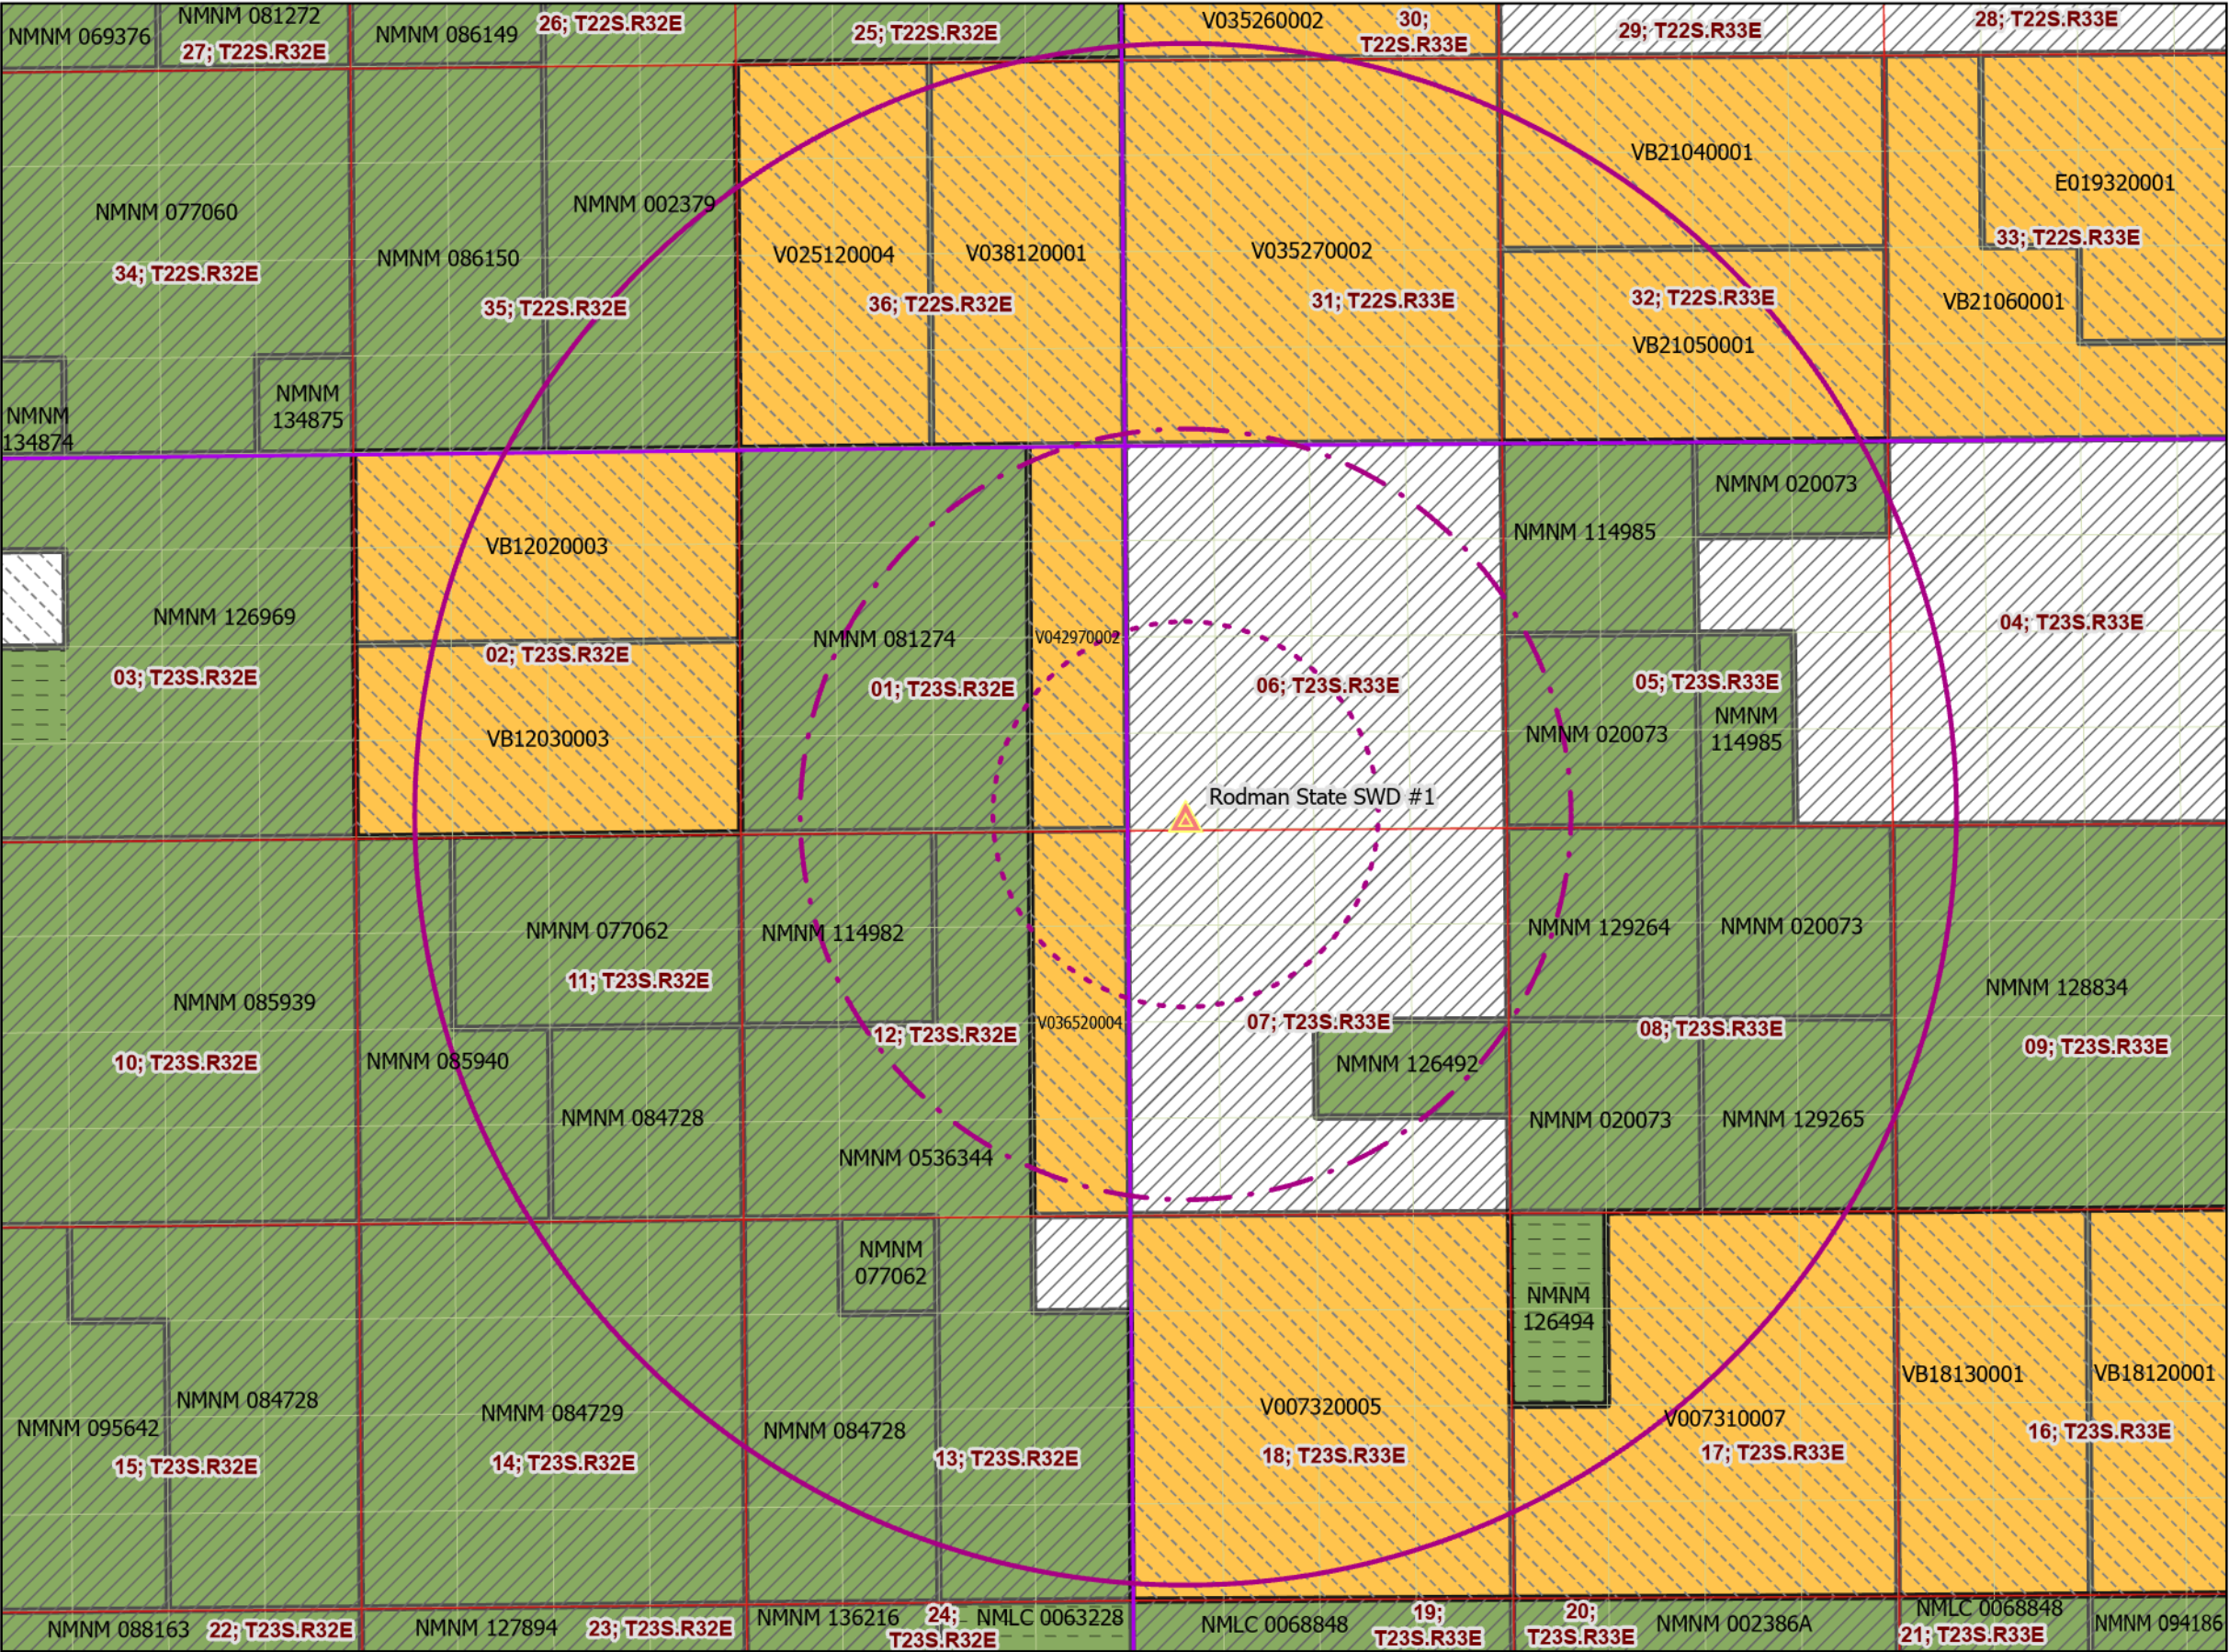 NMNM 069376
NMNM 081272
27; T22S.R32E
NMNM 086149
26; T22S.R32E
25; T22S.R32E
V035260002
30;
T22S.R33E
29; T22S.R33E
28; T22S.R33E
NMNM 077060
34; T22S.R32E
NMNM 086150
NMNM 002379
35; T22S.R32E
V025120004
V038120001
36; T22S.R32E
V035270002
31; T22S.R33E
VB21040001
32; T22S.R33E
VB21050001
E019320001
33; T22S.R33E
VB21060001
NMNM
134874
NMNM
134875
NMNM 126969
03; T23S.R32E
VB12020003
02; T23S.R32E
VB12030003
NMNM 081274
01; T23S.R32E
V042970002
06; T23S.R33E
Rodman State SWD #1
NMNM 114985
NMNM 020073
05; T23S.R33E
NMNM 020073
NMNM
114985
04; T23S.R33E
NMNM 085939
10; T23S.R32E
NMNM 077062
11; T23S.R32E
NMNM 085940
NMNM 084728
NMNM 114982
12; T23S.R32E
NMNM 0536344
V036520004
07; T23S.R33E
NMNM 126492
NMNM 129264
NMNM 020073
08; T23S.R33E
NMNM 020073
NMNM 129265
NMNM 128834
09; T23S.R33E
NMNM 095642
NMNM 084728
15; T23S.R32E
NMNM 084729
14; T23S.R32E
NMNM
077062
NMNM 084728
13; T23S.R32E
V007320005
18; T23S.R33E
NMNM
126494
V007310007
17; T23S.R33E
VB18130001
VB18120001
16; T23S.R33E
NMNM 088163
22; T23S.R32E
NMNM 127894
23; T23S.R32E
NMNM 136216
24;
T23S.R32E
NMLC 0063228
NMLC 0068848
19;
T23S.R33E
20;
T23S.R33E
NMNM 002386A
NMLC 0068848
21; T23S.R33E
NMNM 094186